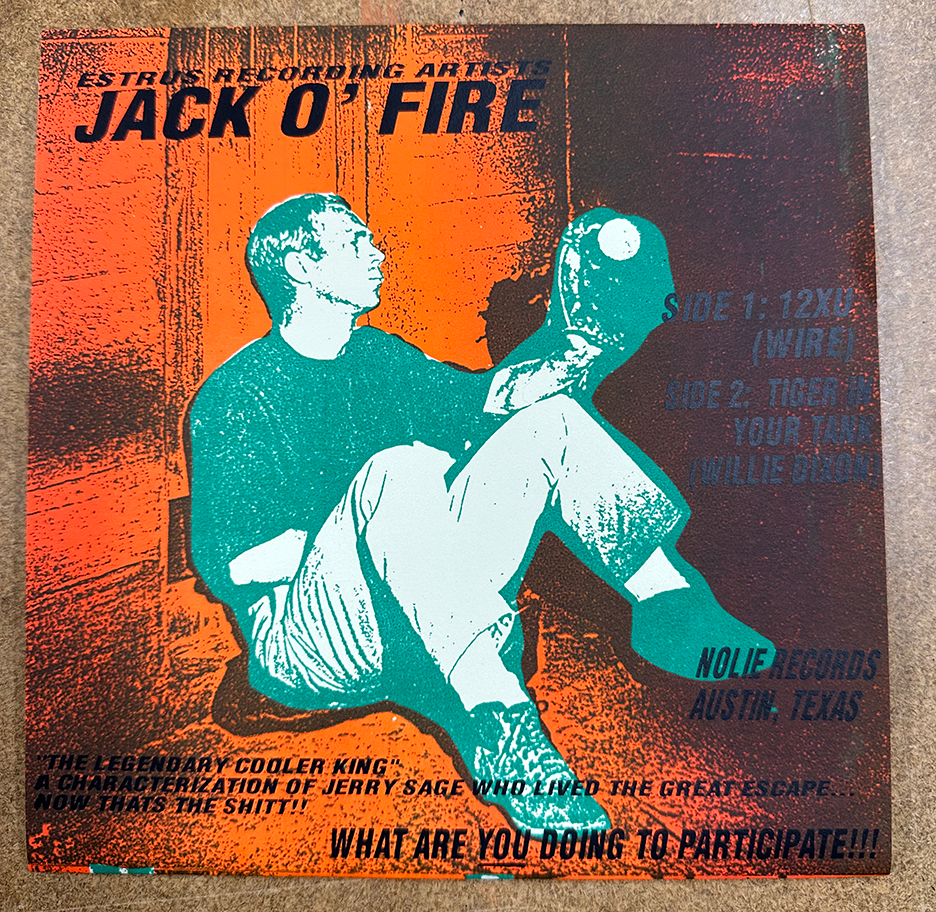 ESTRUS RECORDING ARTISTS
JACK O' FIRE
SIDE 1: 12XU
(WIRE)
SIDE 2: TIGER IN
YOUR TANK
(WILLIE DIXON)
NOLIE RECORDS
AUSTIN, TEXAS
"THE LEGENDARY COOLER KING"
A CHARACTERIZATION OF JERRY SAGE WHO LIVED THE GREAT ESCAPE...
NOW THATS THE SHITT!!
WHAT ARE YOU DOING TO PARTICIPATE!!!